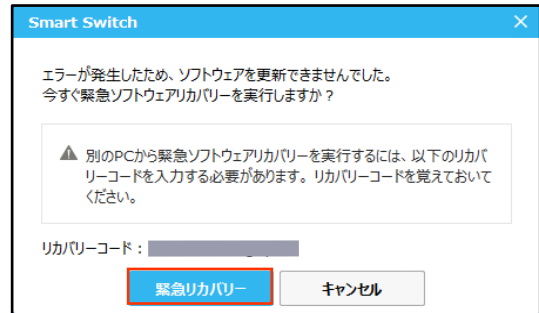 Smart Switch
エラーが発生したため、ソフトウェアを更新できませんでした。
今すぐ緊急ソフトウェアリカバリーを実行しますか？
別のPCから緊急ソフトウェアリカバリーを実行するには、以下のリカバ
リーコードを入力する必要があります。リカバリーコードを覚えておいて
ください。
リカバリーコード：
緊急リカバリー
キャンセル